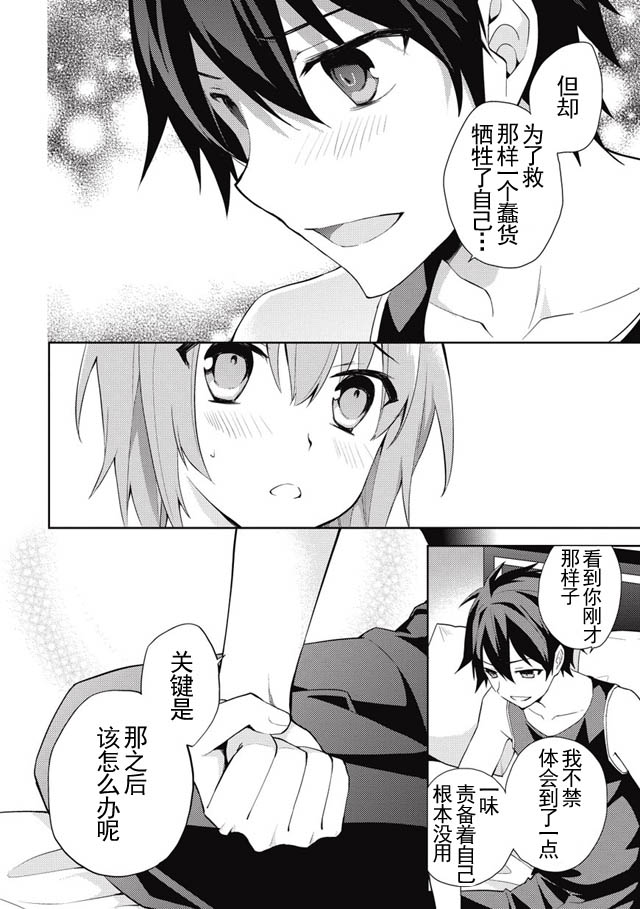 但却
为了救
那样一个蠢货
牺牲了自己…
看到你刚才
那样子
我不禁
体会到了一点
一味
责备着自己
根本没用
关键是
那之后
该怎么办呢